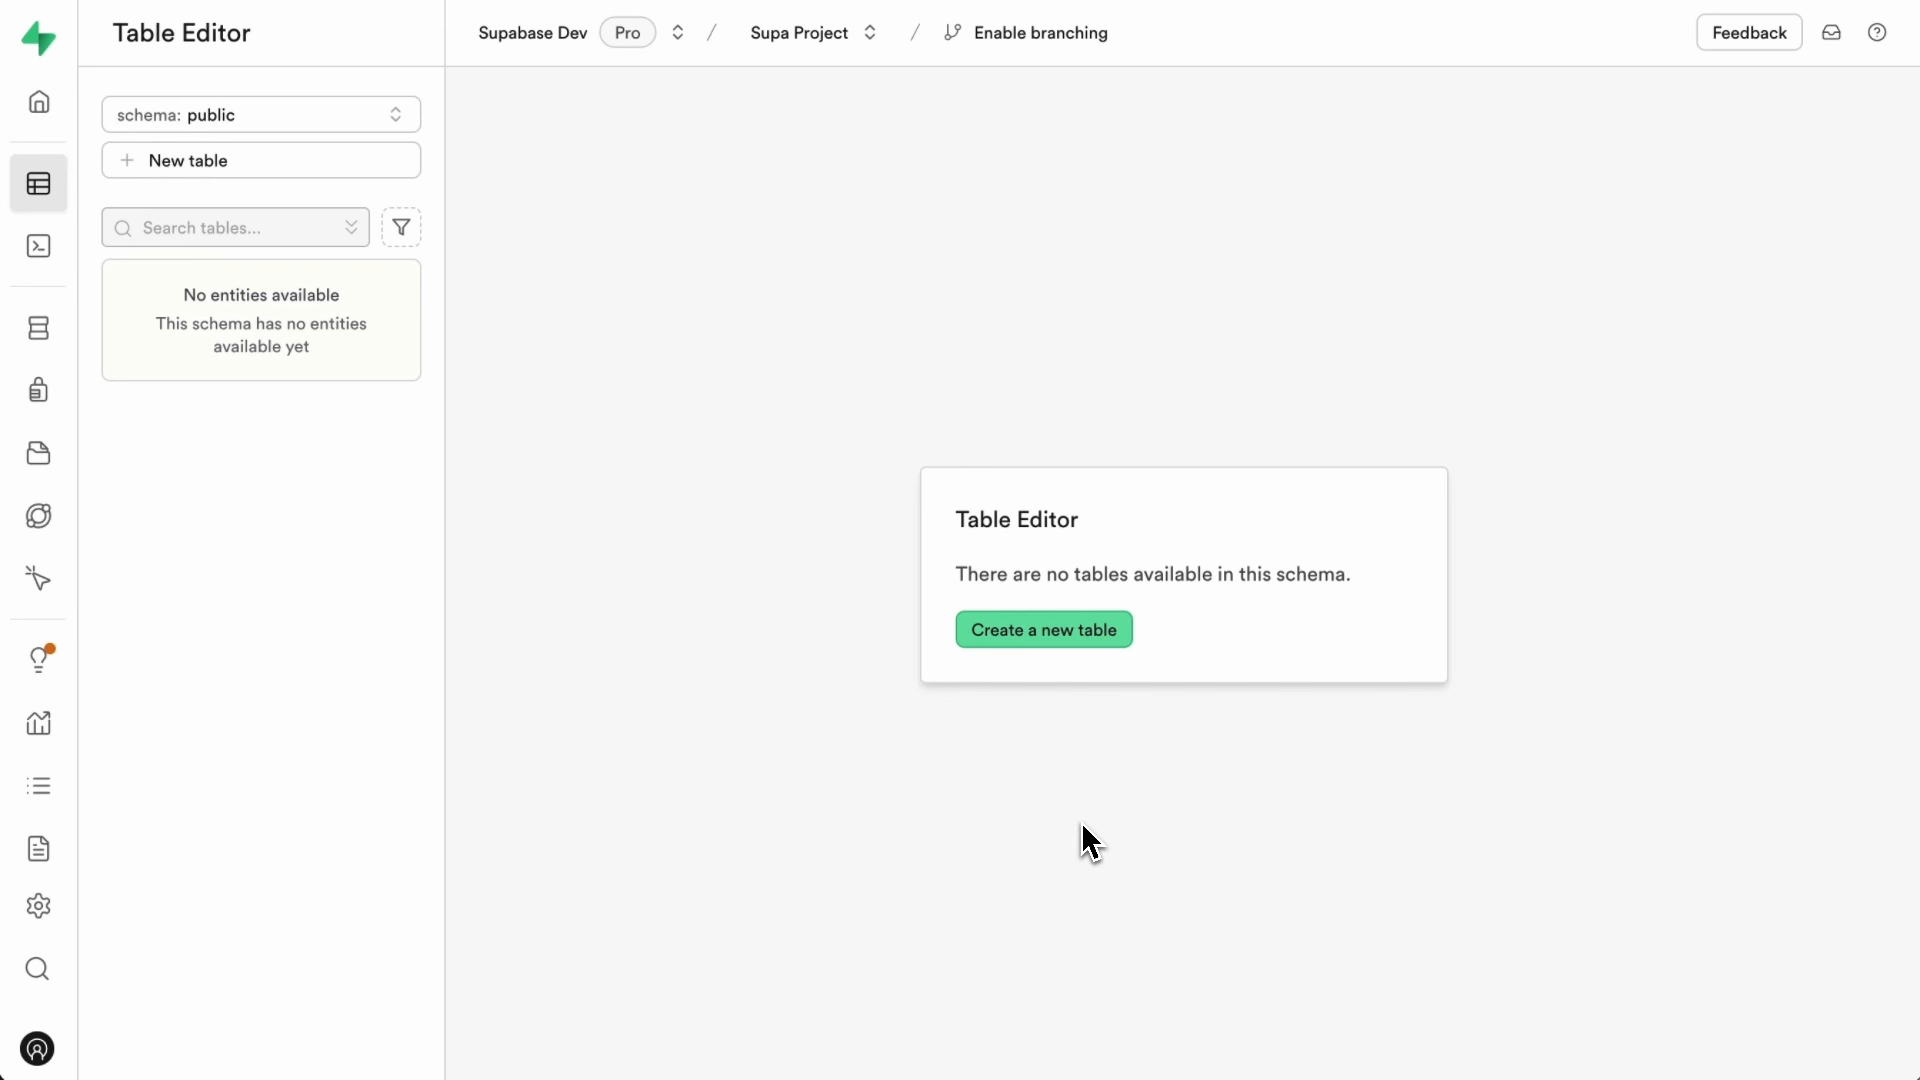 Table Editor
Supabase Dev Pro / Supa Project / Enable branching
Feedback
schema: public
New table
Search tables...
No entities available
This schema has no entities
available yet
Table Editor
There are no tables available in this schema.
Create a new table